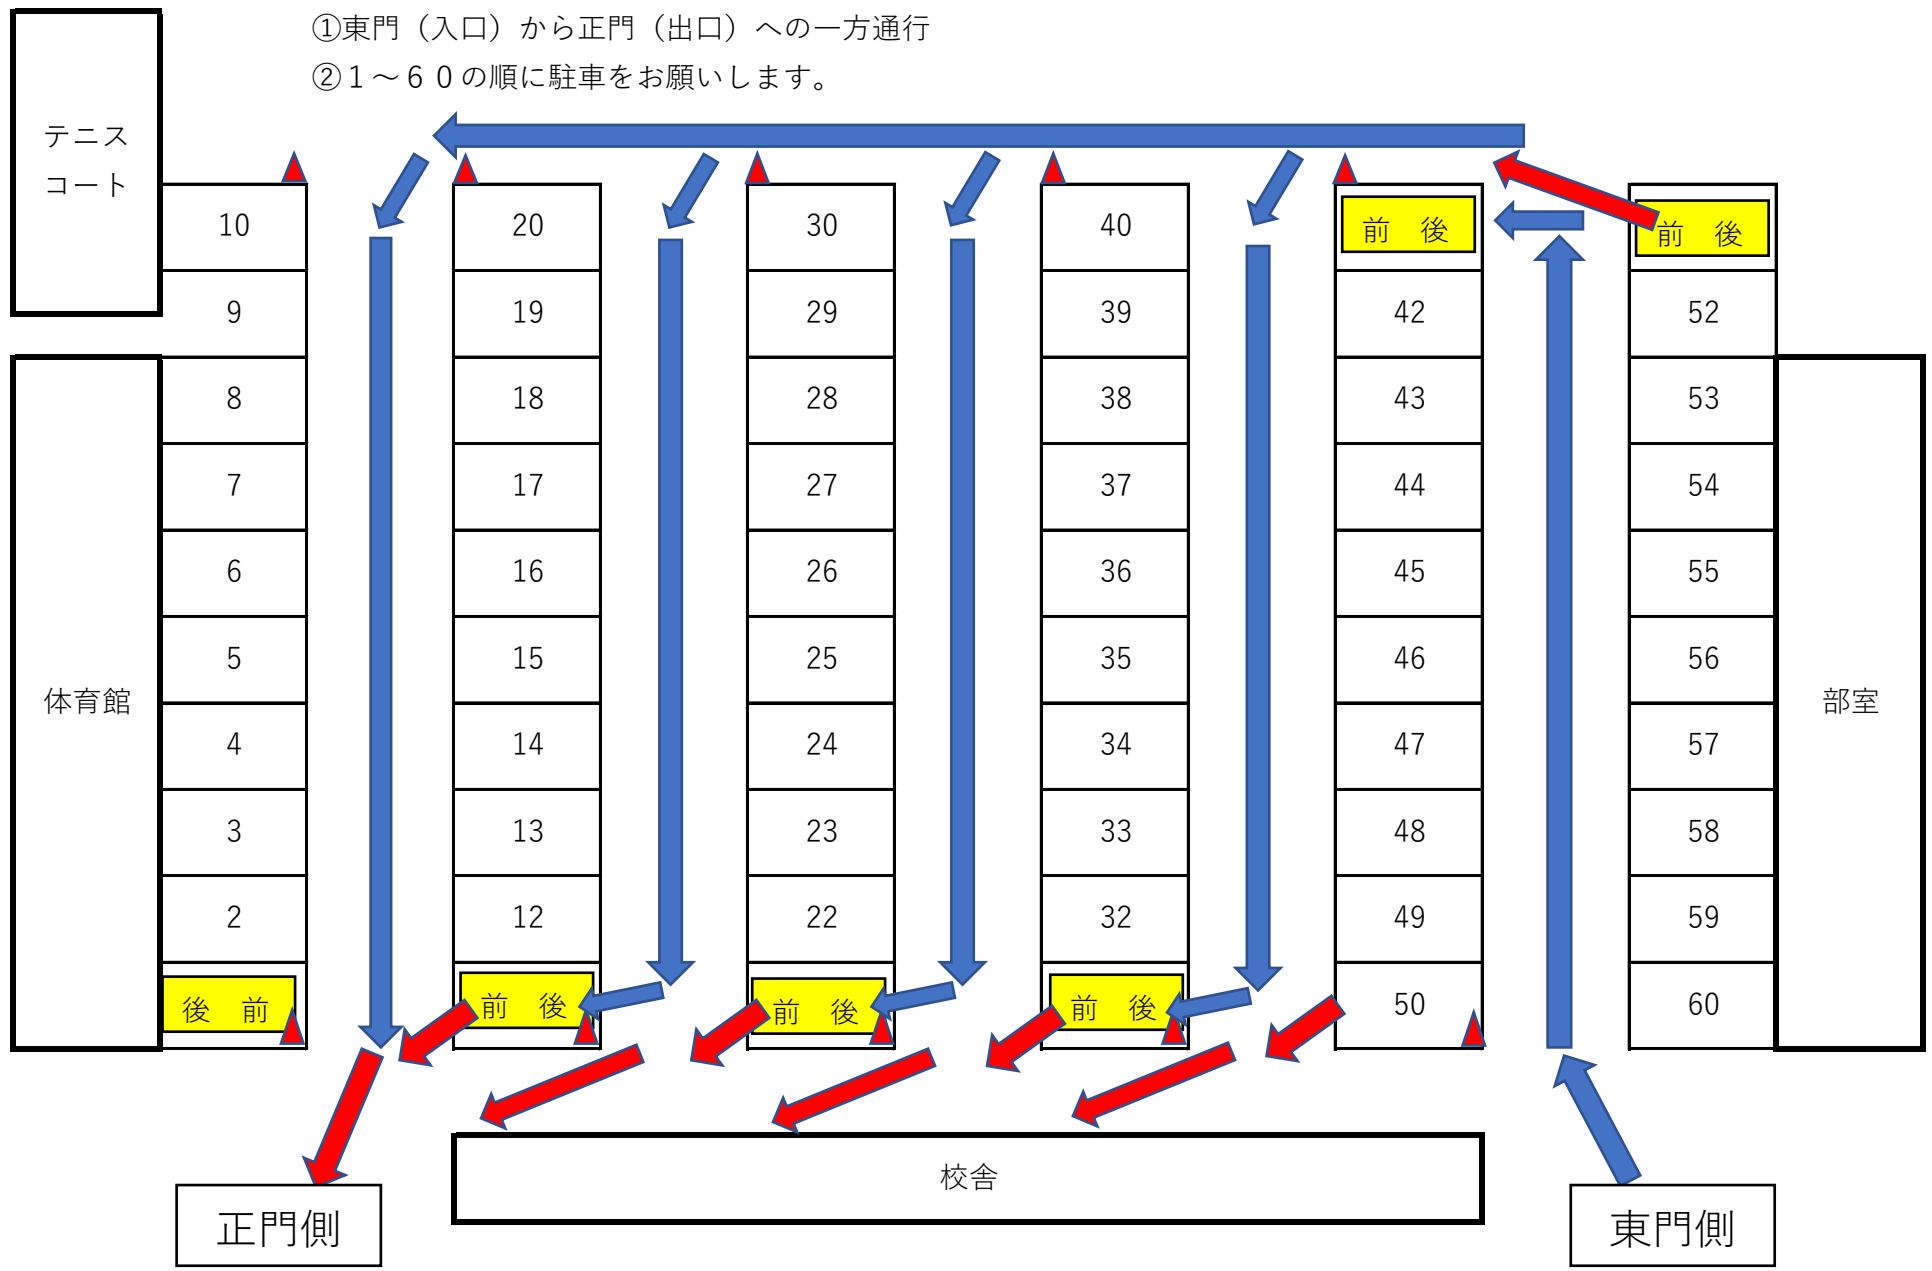 ①東門（入口）から正門（出口）への一方通行
②１～６０の順に駐車をお願いします。
テニス
コート
10 20 30 40 前　後 前　後
9 19 29 39 42 52
8 18 28 38 43 53
7 17 27 37 44 54
6 16 26 36 45 55
5 15 25 35 46 56
体育館
部室
4 14 24 34 47 57
3 13 23 33 48 58
2 12 22 32 49 59
後　前 前　後 前　後 前　後 50 60
校舎
正門側
東門側